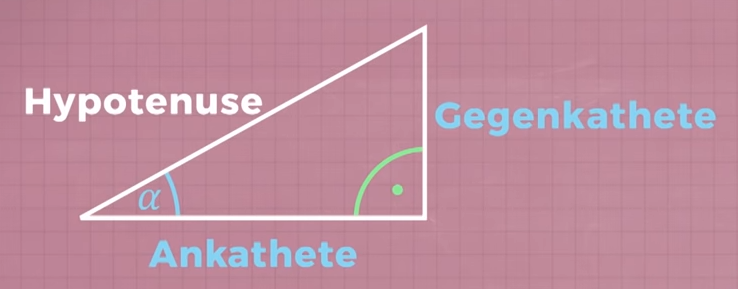 Hypotenuse
Gegenkathete
α
Ankathete